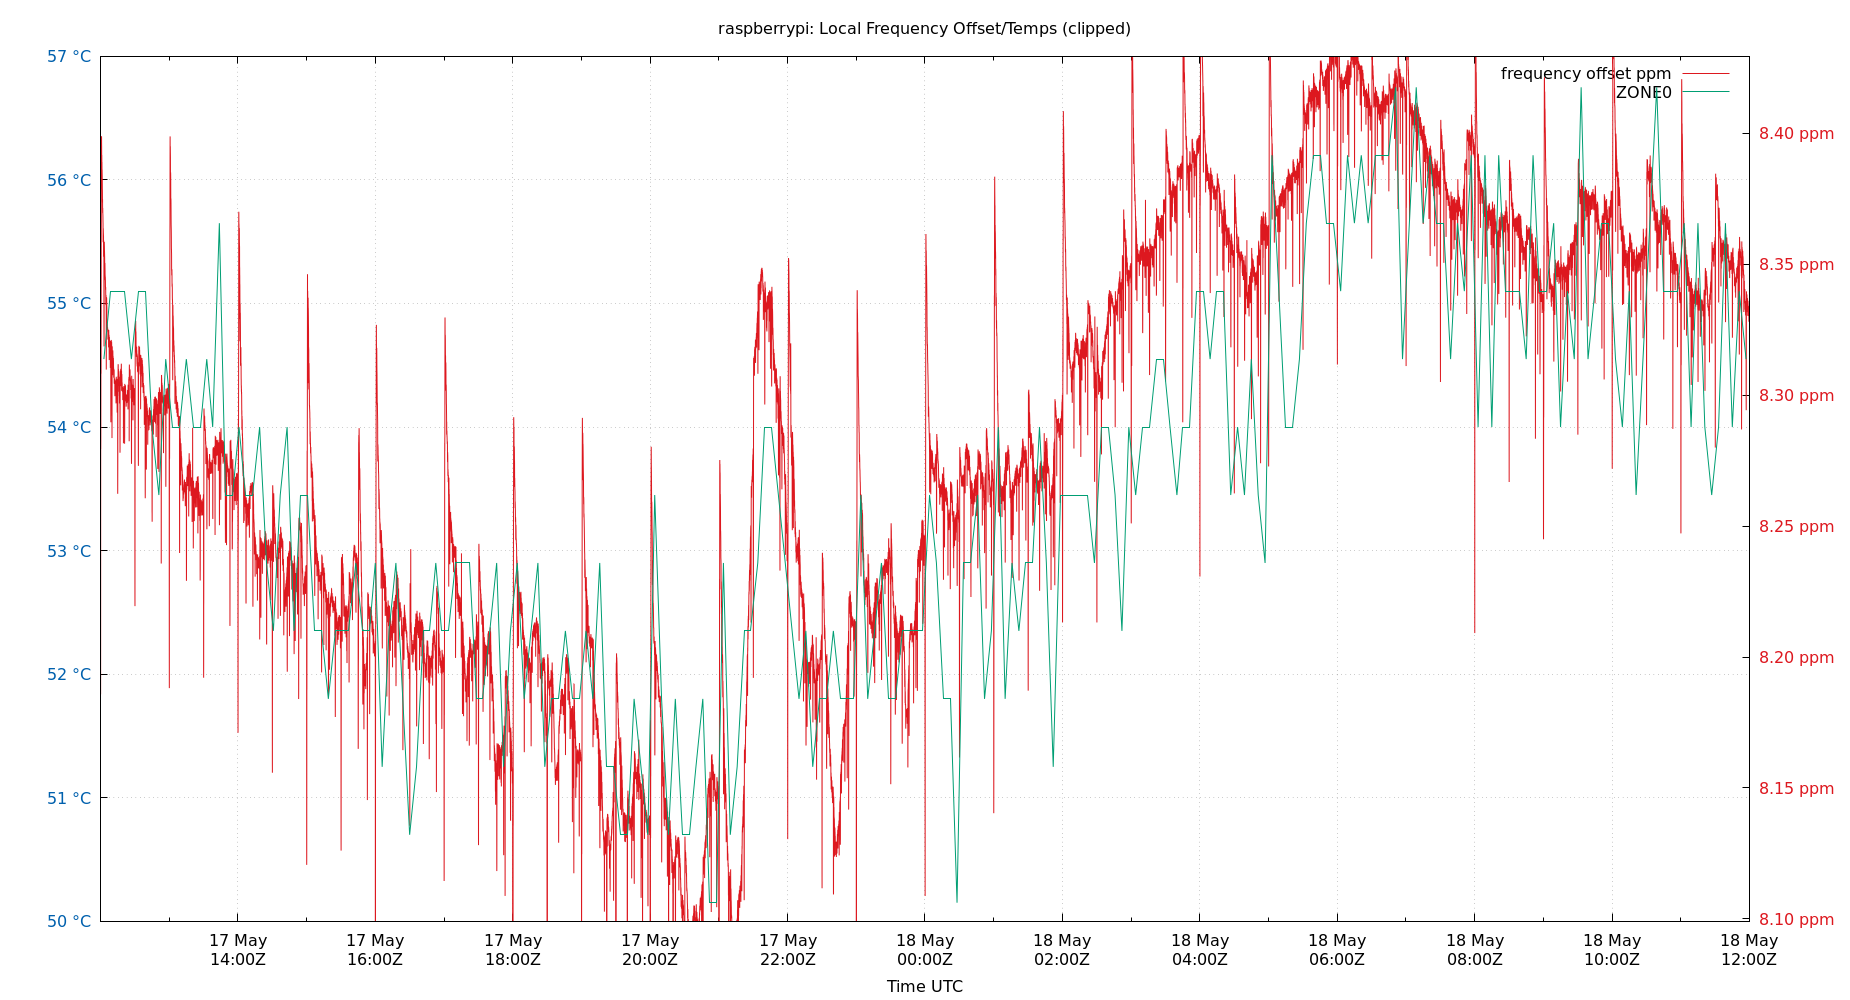 raspberrypi: Local Frequency Offset/Temps (clipped)
57 °C
56 °C
55 °C
54 °C
53 °C
52 °C
51 °C
50 °C
frequency offset ppm
ZONE0
8.40 ppm
8.35 ppm
8.30 ppm
8.25 ppm
8.20 ppm
8.15 ppm
8.10 ppm
17 May
14:00Z
17 May
16:00Z
17 May
18:00Z
17 May
20:00Z
17 May
22:00Z
18 May
00:00Z
18 May
02:00Z
18 May
04:00Z
18 May
06:00Z
18 May
08:00Z
18 May
10:00Z
18 May
12:00Z
Time UTC